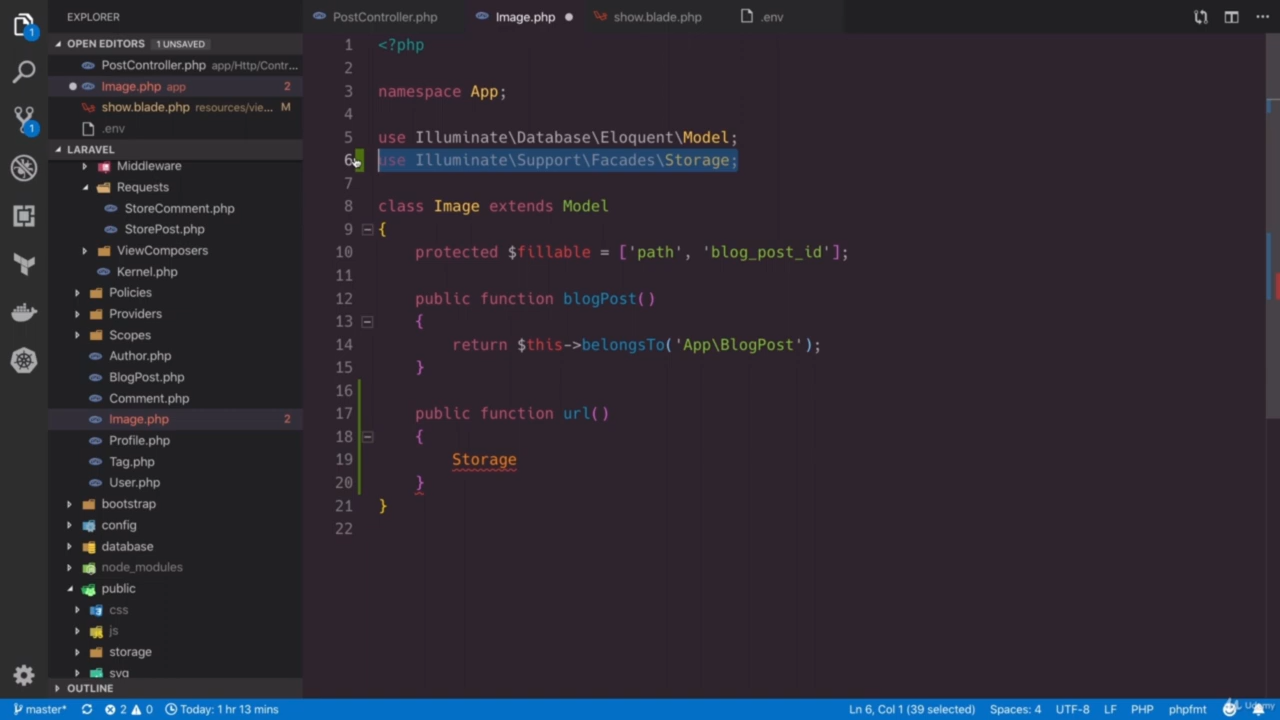 EXPLORER
OPEN EDITORS 1 UNSAVED
PostController.php app/Http/Contr...
Image.php app 2
show.blade.php resources/vie... M
.env
LARAVEL
Middleware
Requests
StoreComment.php
StorePost.php
ViewComposers
Kernel.php
Policies
Providers
Scopes
Author.php
BlogPost.php
Comment.php
Image.php 2
Profile.php
Tag.php
User.php
bootstrap
config
database
node_modules
public
css
js
storage
svg
OUTLINE
1
1
PostController.php Image.php show.blade.php .env
1 <?php
2
3 namespace App;
4
5 use Illuminate\Database\Eloquent\Model;
6 use Illuminate\Support\Facades\Storage;
7
8 class Image extends Model
9 {
10 protected $fillable = ['path', 'blog_post_id'];
11
12 public function blogPost()
13 {
14 return $this->belongsTo('App\BlogPost');
15 }
16
17 public function url()
18 {
19 Storage
20 }
21 }
22
master* 2 0 Today: 1 hr 13 mins Ln 6, Col 1 (39 selected) Spaces: 4 UTF-8 LF PHP phpfmt
Udemy